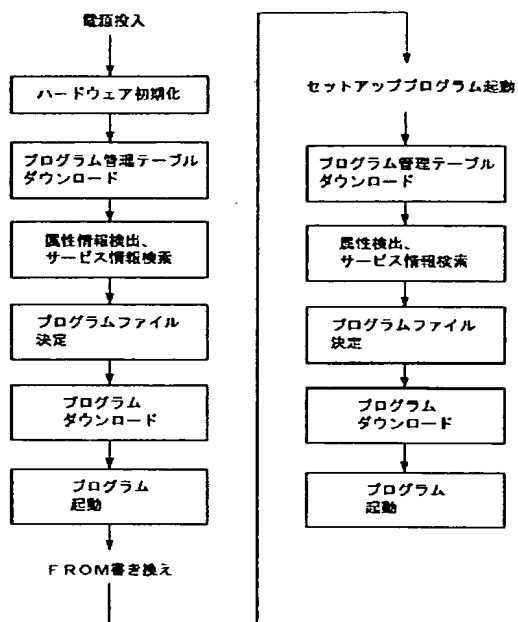 電源投入
ハードウェア初期化
プログラム管理テーブル
ダウンロード
属性情報検出、
サービス情報検索
プログラムファイル
決定
プログラム
ダウンロード
プログラム
起動
FROM書き換え
セットアッププログラム起動
プログラム管理テーブル
ダウンロード
属性検出、
サービス情報検索
プログラムファイル
決定
プログラム
ダウンロード
プログラム
起動